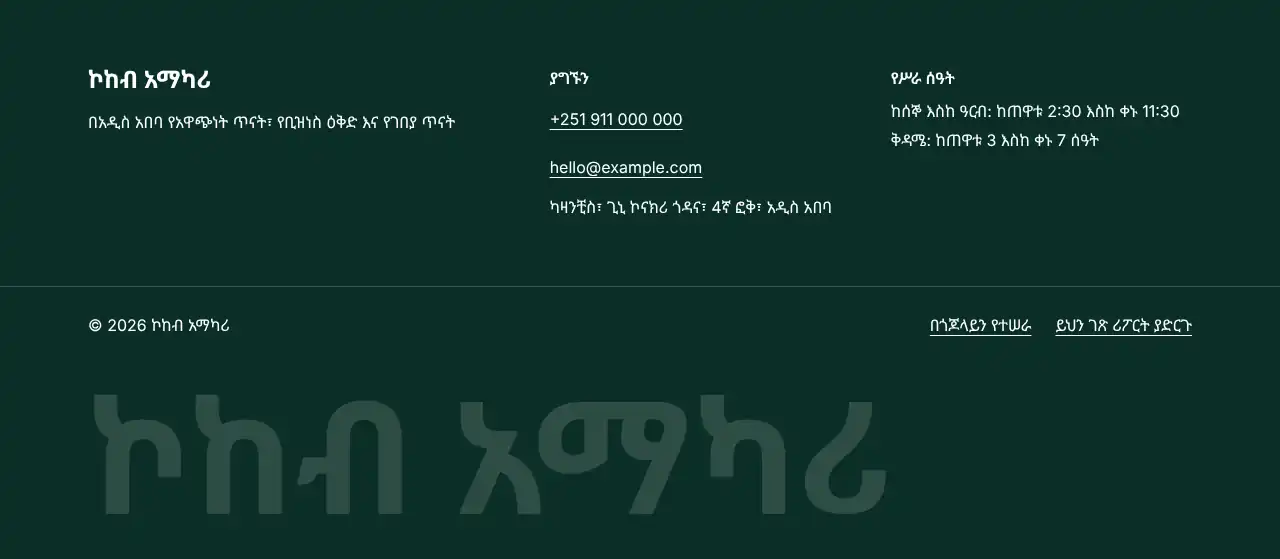 ኮከብ አማካሪ
በአዲስ አበባ የአዋጭነት ጥናት፣ የቢዝነስ ዕቅድ እና የገበያ ጥናት
ያግኙን
+251 911 000 000
hello@example.com
ካዛንቺስ፣ ጊኒ ኮናክሪ ጎዳና፣ 4ኛ ፎቅ፣ አዲስ አበባ
የሥራ ሰዓት
ከሰኞ እስከ ዓርብ: ከጠዋቱ 2:30 እስከ ቀኑ 11:30
ቅዳሜ: ከጠዋቱ 3 እስከ ቀኑ 7 ሰዓት
© 2026 ኮከብ አማካሪ
በጎጆላይን የተሠራ
ይህን ገጽ ሪፖርት ያድርጉ
ኮከብ አማካሪ